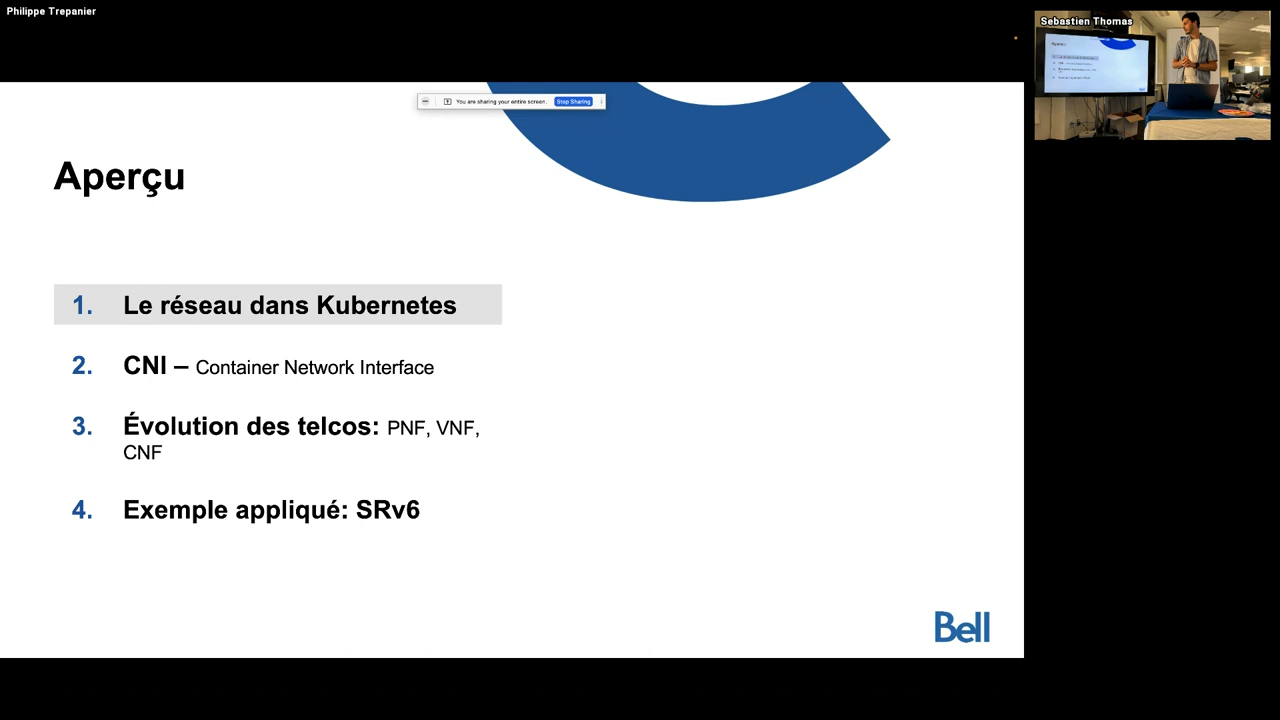 Philippe Trepanier
Sebastien Thomas
You are sharing your entire screen.
Stop Sharing
Aperçu
1. Le réseau dans Kubernetes
2. CNI – Container Network Interface
3. Évolution des telcos: PNF, VNF,
CNF
4. Exemple appliqué: SRv6
Bell